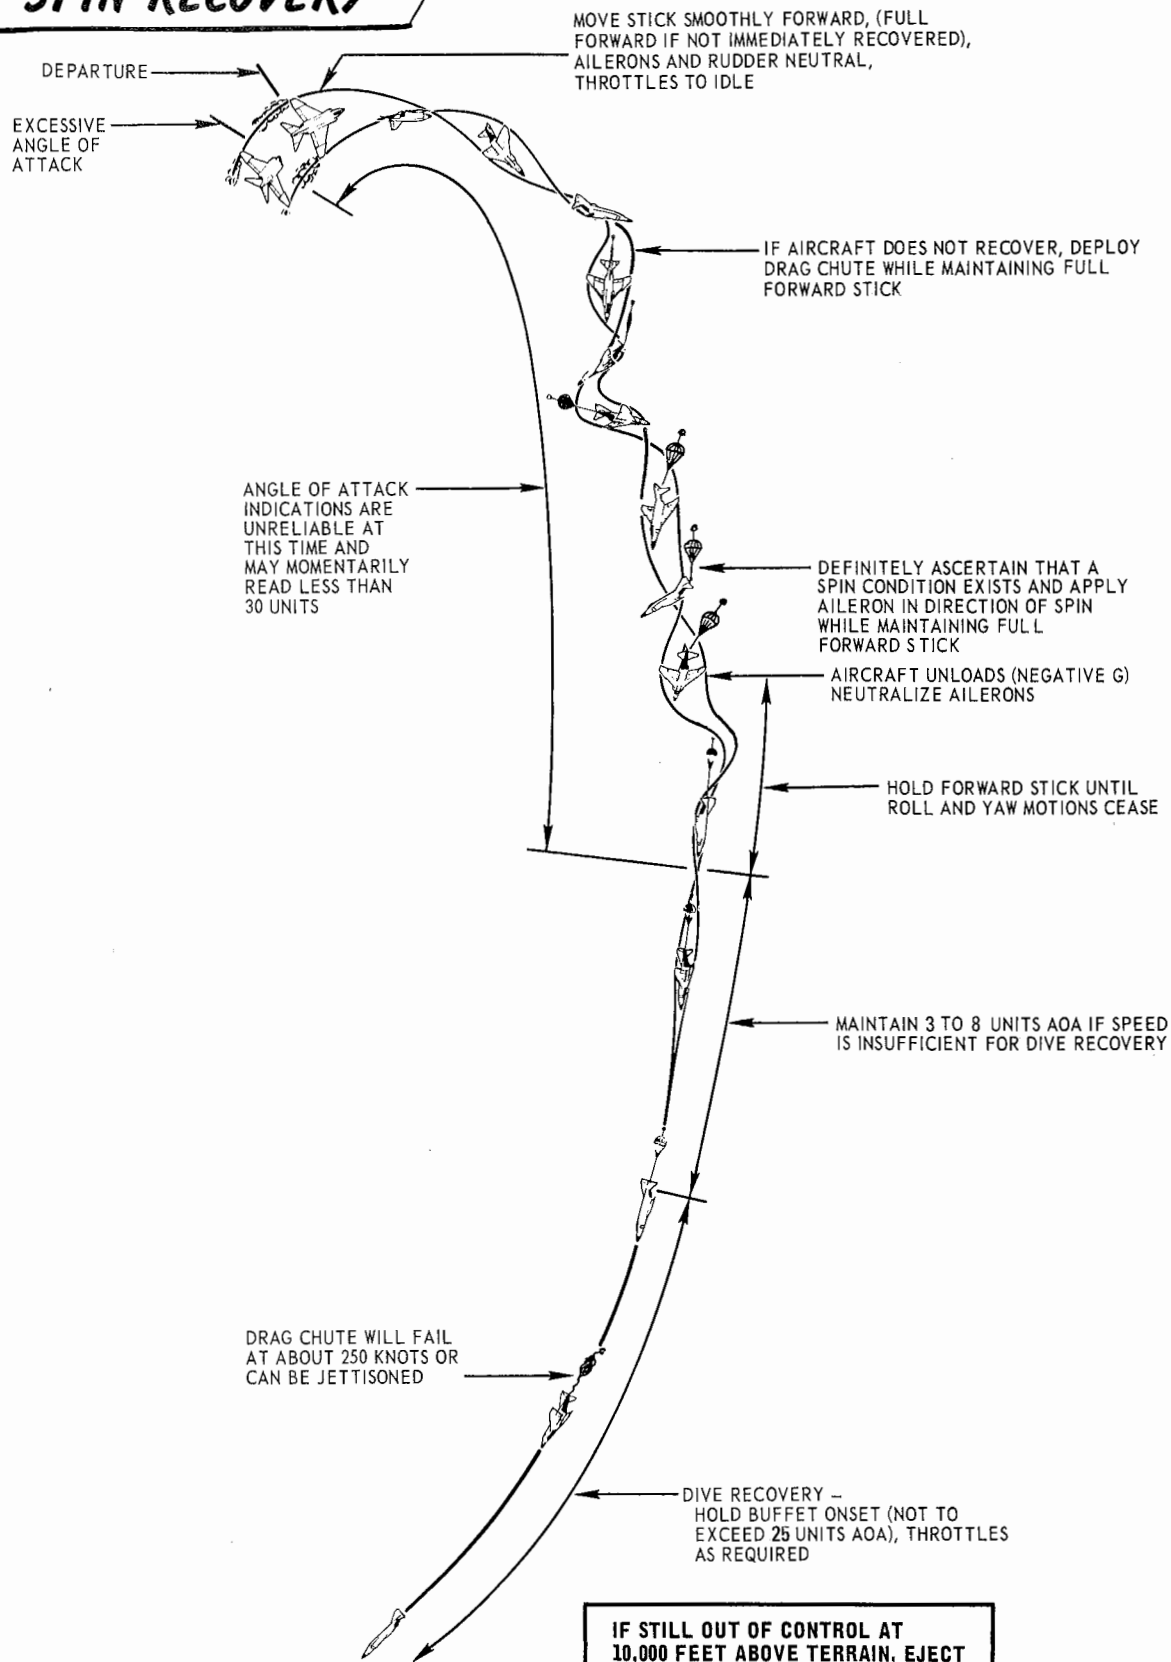 SPIN RECOVERY
MOVE STICK SMOOTHLY FORWARD, (FULL
FORWARD IF NOT IMMEDIATELY RECOVERED),
AILERONS AND RUDDER NEUTRAL,
THROTTLES TO IDLE
DEPARTURE
EXCESSIVE
ANGLE OF
ATTACK
IF AIRCRAFT DOES NOT RECOVER, DEPLOY
DRAG CHUTE WHILE MAINTAINING FULL
FORWARD STICK
ANGLE OF ATTACK
INDICATIONS ARE
UNRELIABLE AT
THIS TIME AND
MAY MOMENTARILY
READ LESS THAN
30 UNITS
DEFINITELY ASCERTAIN THAT A
SPIN CONDITION EXISTS AND APPLY
AILERON IN DIRECTION OF SPIN
WHILE MAINTAINING FULL
FORWARD STICK
AIRCRAFT UNLOADS (NEGATIVE G)
NEUTRALIZE AILERONS
HOLD FORWARD STICK UNTIL
ROLL AND YAW MOTIONS CEASE
MAINTAIN 3 TO 8 UNITS AOA IF SPEED
IS INSUFFICIENT FOR DIVE RECOVERY
DRAG CHUTE WILL FAIL
AT ABOUT 250 KNOTS OR
CAN BE JETTISONED
DIVE RECOVERY –
HOLD BUFFET ONSET (NOT TO
EXCEED 25 UNITS AOA), THROTTLES
AS REQUIRED
IF STILL OUT OF CONTROL AT
10,000 FEET ABOVE TERRAIN, EJECT